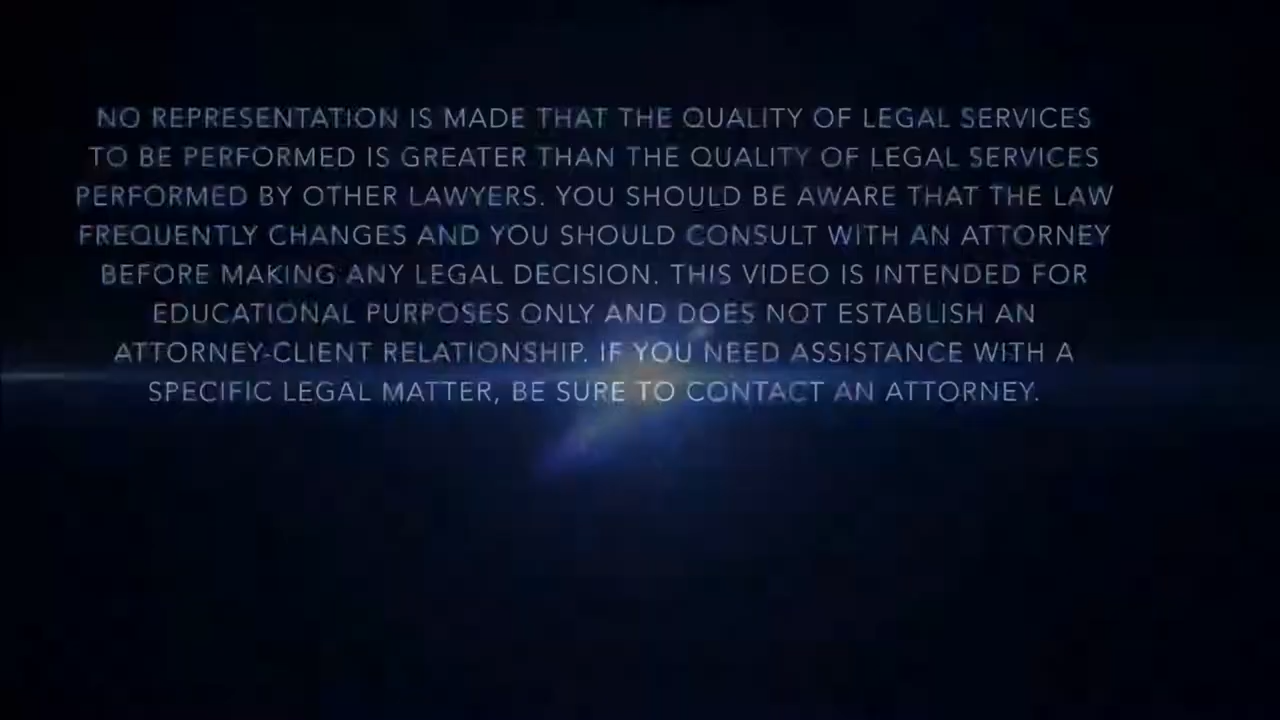 NO REPRESENTATION IS MADE THAT THE QUALITY OF LEGAL SERVICES
TO BE PERFORMED IS GREATER THAN THE QUALITY OF LEGAL SERVICES
PERFORMED BY OTHER LAWYERS. YOU SHOULD BE AWARE THAT THE LAW
FREQUENTLY CHANGES AND YOU SHOULD CONSULT WITH AN ATTORNEY
BEFORE MAKING ANY LEGAL DECISION. THIS VIDEO IS INTENDED FOR
EDUCATIONAL PURPOSES ONLY AND DOES NOT ESTABLISH AN
ATTORNEY-CLIENT RELATIONSHIP. IF YOU NEED ASSISTANCE WITH A
SPECIFIC LEGAL MATTER, BE SURE TO CONTACT AN ATTORNEY.